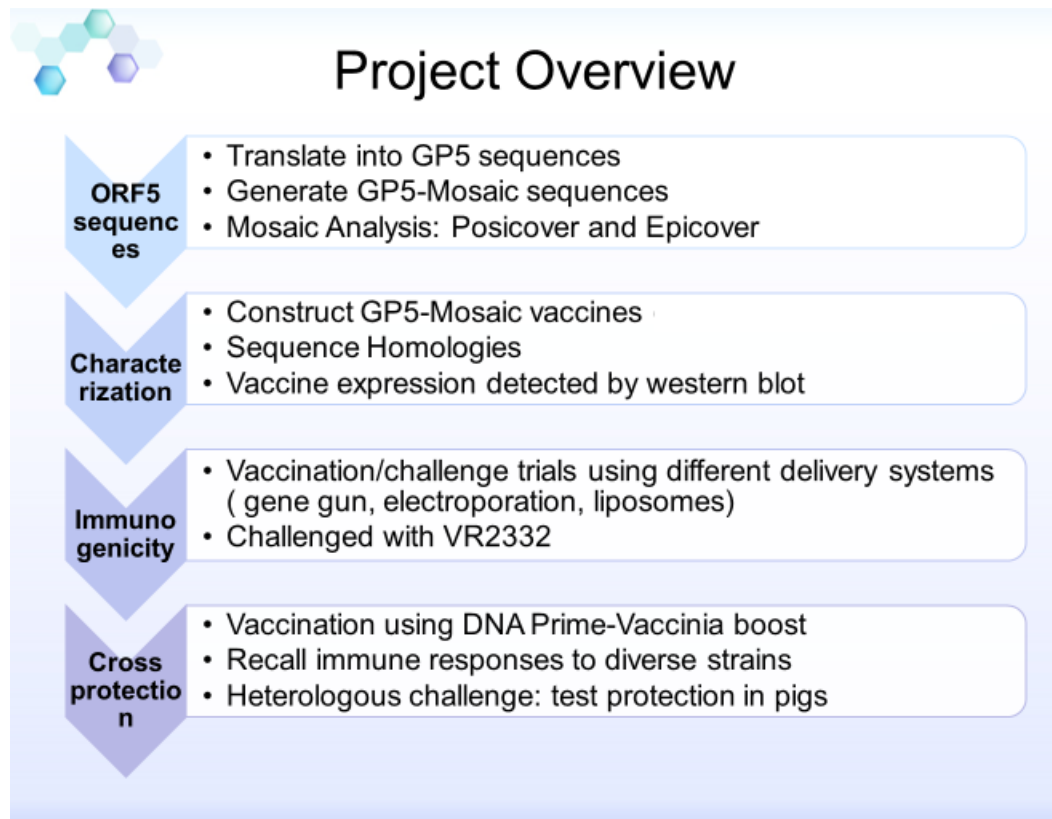 Project Overview
ORF5
sequenc
es
• Translate into GP5 sequences
• Generate GP5-Mosaic sequences
• Mosaic Analysis: Posicover and Epicover
Characte
rization
• Construct GP5-Mosaic vaccines
• Sequence Homologies
• Vaccine expression detected by western blot
Immuno
genicity
• Vaccination/challenge trials using different delivery systems
( gene gun, electroporation, liposomes)
• Challenged with VR2332
Cross
protectio
n
• Vaccination using DNA Prime-Vaccinia boost
• Recall immune responses to diverse strains
• Heterologous challenge: test protection in pigs